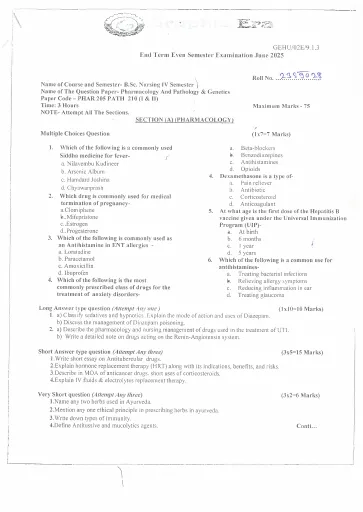 Graphic Era
GEHU/02E/9.1.3
End Term Even Semester Examination June 2025
Roll No. 2359028
Name of Course and Semester- B.Sc. Nursing IV Semester
Name of The Question Paper- Pharmacology And Pathology & Genetics
Paper Code – PHAR 205 PATH 210 (I & II)
Time: 3 Hours
Maximum Marks - 75
NOTE- Attempt All The Sections.
SECTION (A) (PHARMACOLOGY)
Multiple Choices Question
(1x7=7 Marks)
1. Which of the following is a commonly used
Siddha medicine for fever-
a. Nilavembu Kudineer
b. Arsenic Album
c. Hamdard Joshina
d. Chyawanprash
2. Which drug is commonly used for medical
termination of pregnancy-
a.Clomiphene
b.Mifepristone
c.Estrogen
d.Progesterone
3. Which of the following is commonly used as
an Antihistamine in ENT allergies –
a. Loratadine
b. Paracetamol
c. Amoxicillin
d. Ibuprofen
4. Which of the following is the most
commonly prescribed class of drugs for the
treatment of anxiety disorders-
a. Beta-blockers
b. Benzodiazepines
c. Antihistamines
d. Opioids
4. Dexamethasone is a type of-
a. Pain reliever
b. Antibiotic
c. Corticosteroid
d. Anticoagulant
5. At what age is the first dose of the Hepatitis B
vaccine given under the Universal Immunization
Program (UIP)-
a. At birth
b. 6 months
c. 1 year
d. 5 years
6. Which of the following is a common use for
antihistamines-
a. Treating bacterial infections
b. Relieving allergy symptoms
c. Reducing inflammation in ear
d. Treating glaucoma
Long Answer type question (Attempt Any one )
(1x10=10 Marks)
1. a) Classify sedatives and hypnotics. Explain the mode of action and uses of Diazepam.
b) Discuss the management of Diazepam poisoning.
2. a) Describe the pharmacology and nursing management of drugs used in the treatment of UTI.
b) Write a detailed note on drugs acting on the Renin-Angiotensin system.
Short Answer type question (Attempt Any three)
(3x5=15 Marks)
1.Write short essay on Antitubercular drugs.
2.Explain hormone replacement therapy (HRT) along with its indications, benefits, and risks.
3.Describe in MOA of anticancer drugs, short uses of corticosteroids.
4.Explain IV fluids & electrolytes replacement therapy.
Very Short question (Attempt Any three)
(3x2=6 Marks)
1.Name any two herbs used in Ayurveda.
2.Mention any one ethical principle in prescribing herbs in ayurveda.
3.Write down types of immunity.
4.Define Antitussive and mucolytics agents.
Conti...